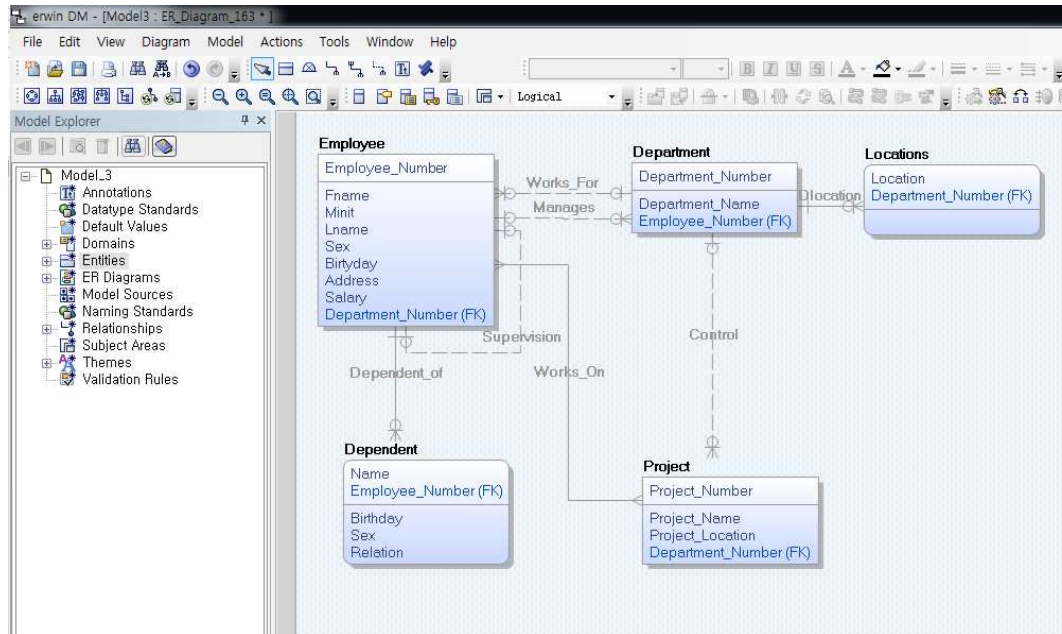 erwin DM - [Model3 : ER_Diagram_163 * ]
File Edit View Diagram Model Actions Tools Window Help
Logical
Model Explorer
Model_3
Annotations
Datatype Standards
Default Values
Domains
Entities
ER Diagrams
Model Sources
Naming Standards
Relationships
Subject Areas
Themes
Validation Rules
Employee
Employee_Number
Fname
Minit
Lname
Sex
Birtyday
Address
Salary
Department_Number (FK)
Works_For
Manages
Department
Department_Number
Department_Name
Employee_Number (FK)
Dlocation
Locations
Location
Department_Number (FK)
Supervision
Control
Dependent_of
Works_On
Dependent
Name
Employee_Number (FK)
Birthday
Sex
Relation
Project
Project_Number
Project_Name
Project_Location
Department_Number (FK)